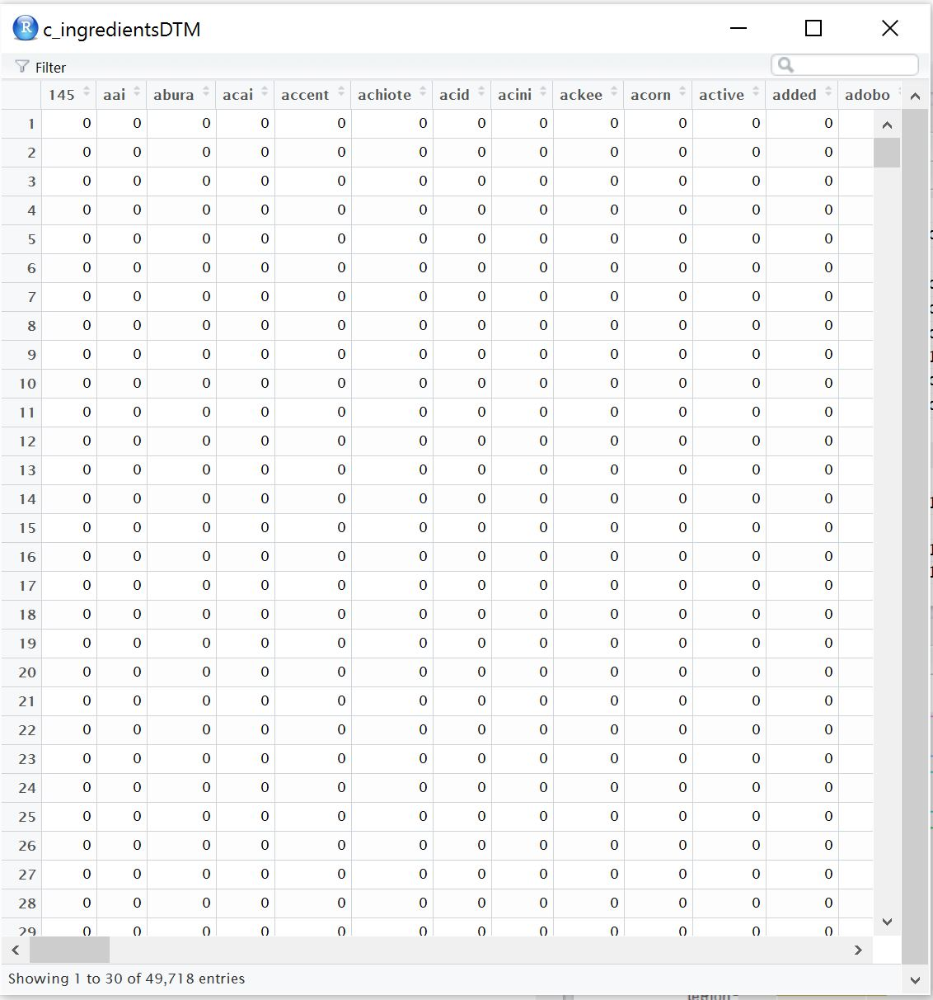 R c_ingredientsDTM
Filter
145 aai abura acai accent achiote acid acini ackee acorn active added adobo
1 0 0 0 0 0 0 0 0 0 0 0 0
2 0 0 0 0 0 0 0 0 0 0 0 0
3 0 0 0 0 0 0 0 0 0 0 0 0
4 0 0 0 0 0 0 0 0 0 0 0 0
5 0 0 0 0 0 0 0 0 0 0 0 0
6 0 0 0 0 0 0 0 0 0 0 0 0
7 0 0 0 0 0 0 0 0 0 0 0 0
8 0 0 0 0 0 0 0 0 0 0 0 0
9 0 0 0 0 0 0 0 0 0 0 0 0
10 0 0 0 0 0 0 0 0 0 0 0 0
11 0 0 0 0 0 0 0 0 0 0 0 0
12 0 0 0 0 0 0 0 0 0 0 0 0
13 0 0 0 0 0 0 0 0 0 0 0 0
14 0 0 0 0 0 0 0 0 0 0 0 0
15 0 0 0 0 0 0 0 0 0 0 0 0
16 0 0 0 0 0 0 0 0 0 0 0 0
17 0 0 0 0 0 0 0 0 0 0 0 0
18 0 0 0 0 0 0 0 0 0 0 0 0
19 0 0 0 0 0 0 0 0 0 0 0 0
20 0 0 0 0 0 0 0 0 0 0 0 0
21 0 0 0 0 0 0 0 0 0 0 0 0
22 0 0 0 0 0 0 0 0 0 0 0 0
23 0 0 0 0 0 0 0 0 0 0 0 0
24 0 0 0 0 0 0 0 0 0 0 0 0
25 0 0 0 0 0 0 0 0 0 0 0 0
26 0 0 0 0 0 0 0 0 0 0 0 0
27 0 0 0 0 0 0 0 0 0 0 0 0
28 0 0 0 0 0 0 0 0 0 0 0 0
29 0 0 0 0 0 0 0 0 0 0 0 0
Showing 1 to 30 of 49,718 entries